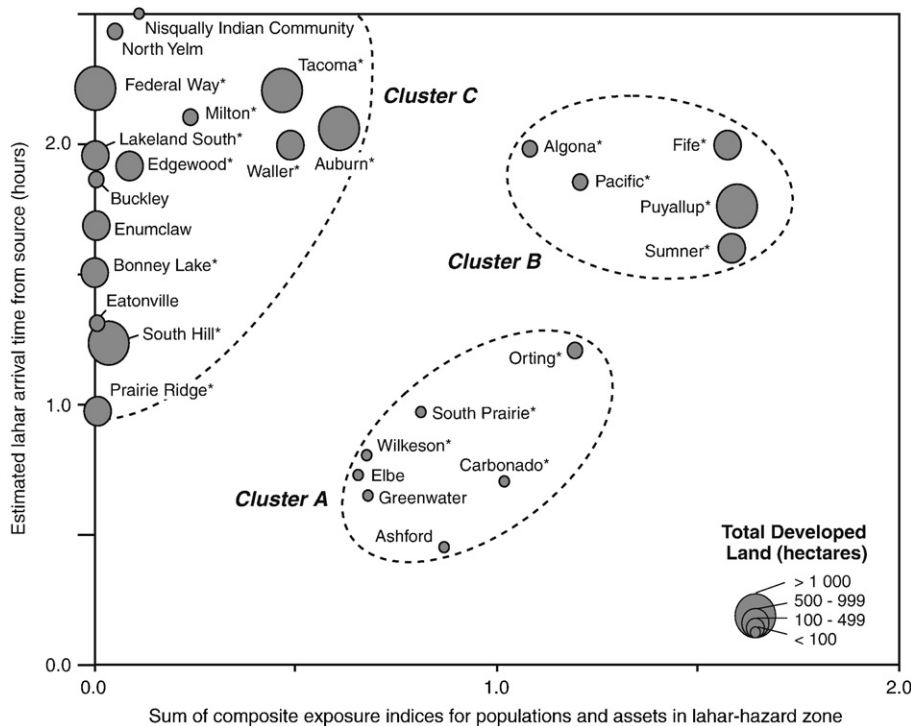 Nisqually Indian Community
North Yelm
Federal Way*
Tacoma*
Cluster C
Milton*
2.0
Lakeland South*
Edgewood*
Waller*
Auburn*
Buckley
Enumclaw
Bonney Lake*
Eatonville
South Hill*
Prairie Ridge*
Algona*
Fife*
Pacific*
Puyallup*
Sumner*
Cluster B
Orting*
1.0
South Prairie*
Wilkeson*
Carbonado*
Elbe
Cluster A
Greenwater
Ashford
Total Developed
Land (hectares)
> 1 000
500 - 999
100 - 499
< 100
0.0
0.0
1.0
2.0
Estimated lahar arrival time from source (hours)
Sum of composite exposure indices for populations and assets in lahar-hazard zone